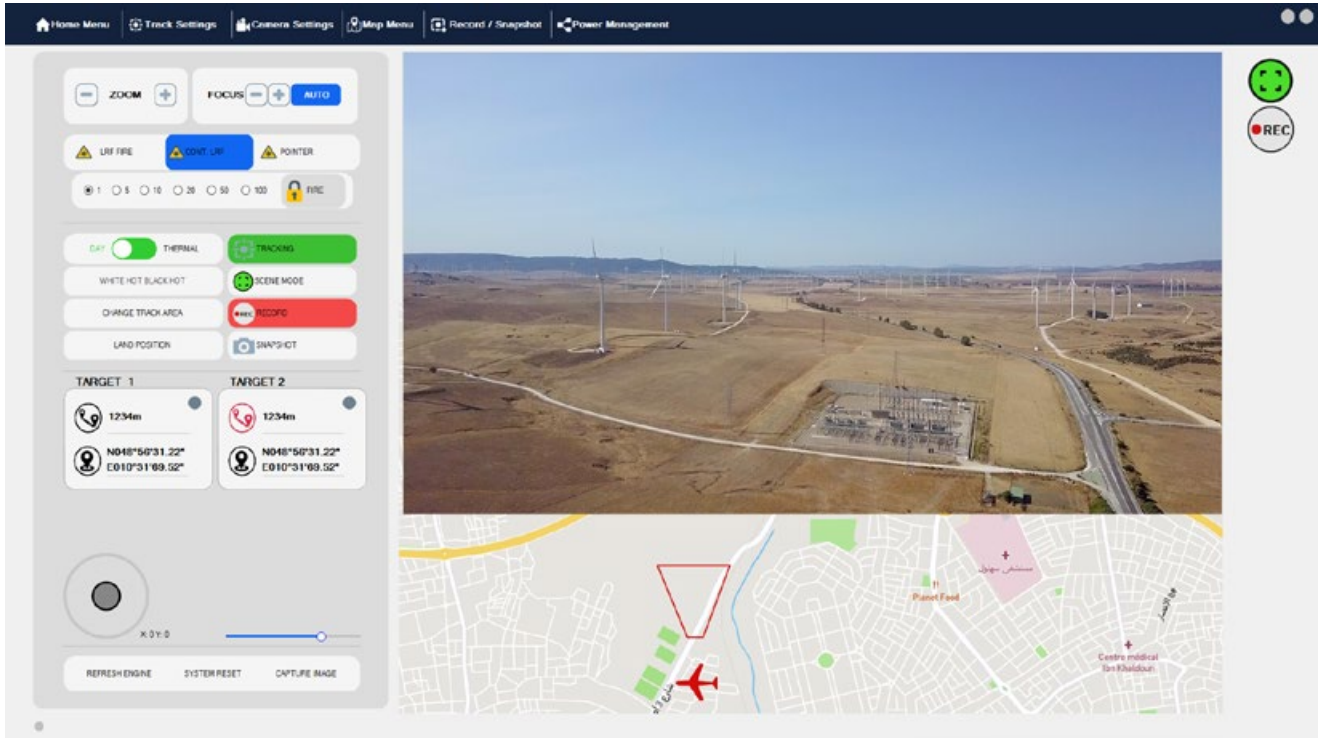 Home Menu
Track Settings
Camera Settings
Map Menu
Record / Snapshot
Power Management
ZOOM
FOCUS
AUTO
LRF FIRE
CONT. LRF
POINTER
1
5
10
20
50
100
FIRE
DAY
THERMAL
TRACKING
WHITE HOT BLACK HOT
SCENE MODE
CHANGE TRACK AREA
REC
RECORD
LAND POSITION
SNAPSHOT
TARGET 1
TARGET 2
1234m
1234m
N048°56'31.22"
E010°31'69.52"
N048°56'31.22"
E010°31'69.52"
X: 0 Y: 0
REFRESH ENGINE
SYSTEM RESET
CAPTURE IMAGE
REC
مستشفى سهلول
Planet Food
Centre médical
Ibn Khaldoun